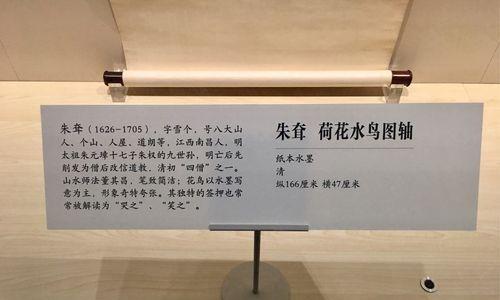 朱耷（1626-1705），字雪个，号八大山
人、个山、人屋、道朗等，江西南昌人，明
太祖朱元璋十七子朱权的九世孙，明亡后先
削发为僧后改信道教，清初“四僧”之一。
山水师法董其昌，笔致简洁；花鸟以水墨写
意为主，形象奇特夸张。其独特的签押也常
常被解读为“哭之”、“笑之”。
朱耷 荷花水鸟图轴
纸本水墨
清
纵166厘米 横47厘米